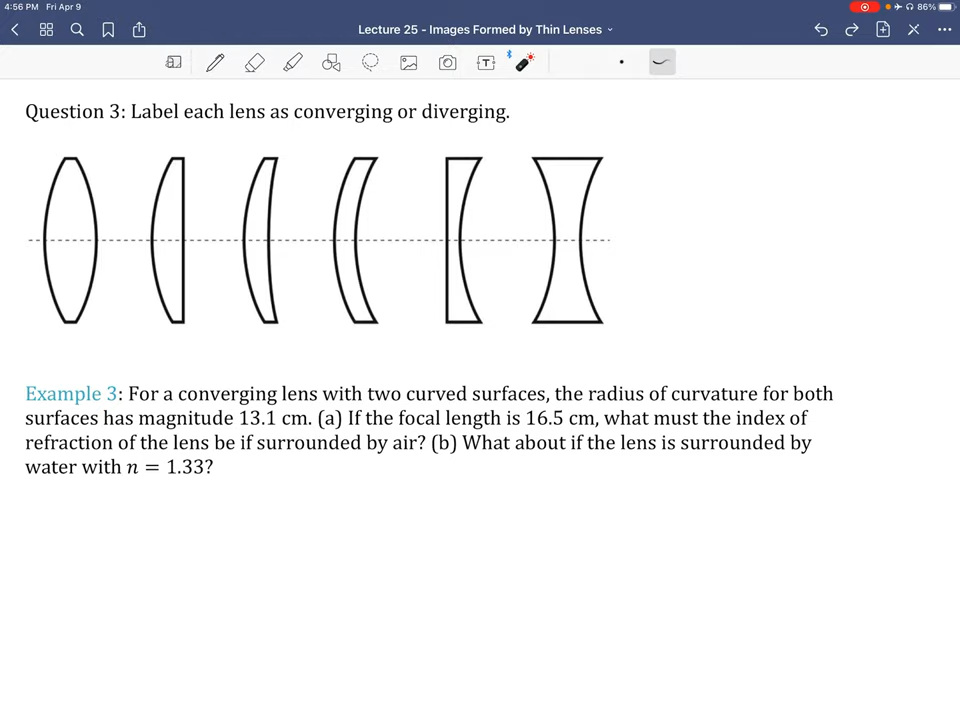 4:56 PM Fri Apr 9
86%
Lecture 25 - Images Formed by Thin Lenses
T
Question 3: Label each lens as converging or diverging.
Example 3: For a converging lens with two curved surfaces, the radius of curvature for both
surfaces has magnitude 13.1 cm. (a) If the focal length is 16.5 cm, what must the index of
refraction of the lens be if surrounded by air? (b) What about if the lens is surrounded by
water with n = 1.33?